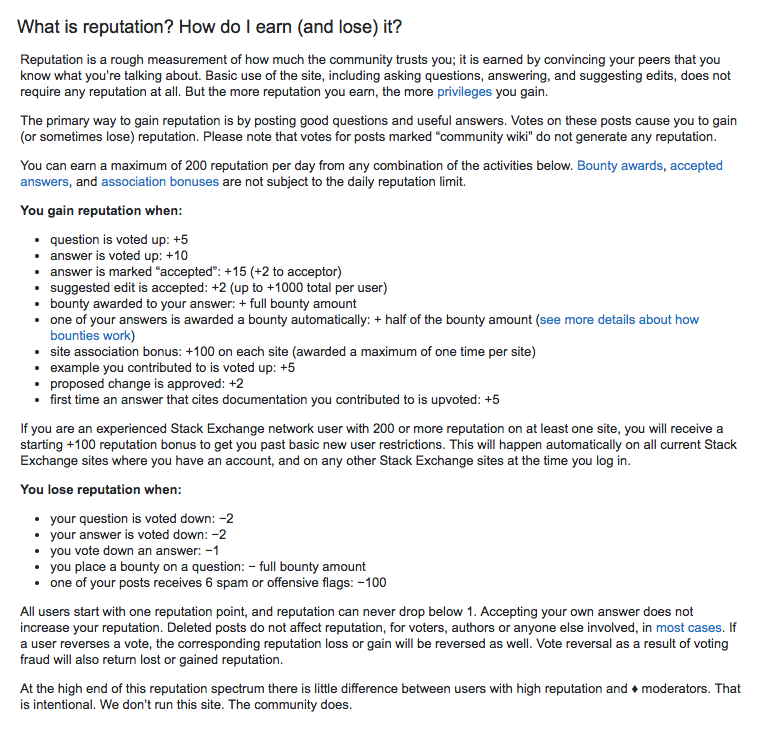 What is reputation? How do I earn (and lose) it?
Reputation is a rough measurement of how much the community trusts you; it is earned by convincing your peers that you
know what you're talking about. Basic use of the site, including asking questions, answering, and suggesting edits, does not
require any reputation at all. But the more reputation you earn, the more privileges you gain.
The primary way to gain reputation is by posting good questions and useful answers. Votes on these posts cause you to gain
(or sometimes lose) reputation. Please note that votes for posts marked “community wiki” do not generate any reputation.
You can earn a maximum of 200 reputation per day from any combination of the activities below. Bounty awards, accepted
answers, and association bonuses are not subject to the daily reputation limit.
You gain reputation when:
• question is voted up: +5
• answer is voted up: +10
• answer is marked “accepted”: +15 (+2 to acceptor)
• suggested edit is accepted: +2 (up to +1000 total per user)
• bounty awarded to your answer: + full bounty amount
• one of your answers is awarded a bounty automatically: + half of the bounty amount (see more details about how
bounties work)
• site association bonus: +100 on each site (awarded a maximum of one time per site)
• example you contributed to is voted up: +5
• proposed change is approved: +2
• first time an answer that cites documentation you contributed to is upvoted: +5
If you are an experienced Stack Exchange network user with 200 or more reputation on at least one site, you will receive a
starting +100 reputation bonus to get you past basic new user restrictions. This will happen automatically on all current Stack
Exchange sites where you have an account, and on any other Stack Exchange sites at the time you log in.
You lose reputation when:
• your question is voted down: −2
• your answer is voted down: −2
• you vote down an answer: −1
• you place a bounty on a question: − full bounty amount
• one of your posts receives 6 spam or offensive flags: −100
All users start with one reputation point, and reputation can never drop below 1. Accepting your own answer does not
increase your reputation. Deleted posts do not affect reputation, for voters, authors or anyone else involved, in most cases. If
a user reverses a vote, the corresponding reputation loss or gain will be reversed as well. Vote reversal as a result of voting
fraud will also return lost or gained reputation.
At the high end of this reputation spectrum there is little difference between users with high reputation and ♦ moderators. That
is intentional. We don’t run this site. The community does.